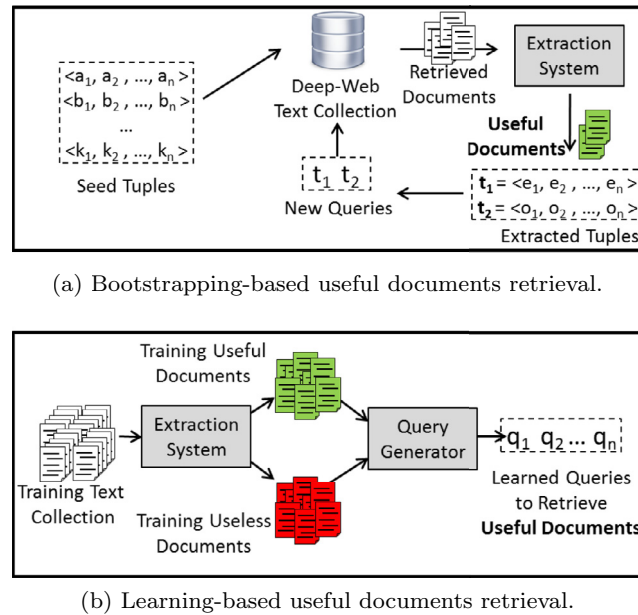 <a₁, a₂ , ..., aₙ >
<b₁, b₂ , ..., bₙ >
...
<k₁, k₂ , ..., kₙ >
Seed Tuples
Deep-Web
Text Collection
Retrieved
Documents
Extraction
System
Useful
Documents
t₁ = <e₁, e₂ , ..., eₙ >
t₂ = <o₁, o₂ , ..., oₙ >
Extracted Tuples
t₁ t₂
New Queries
(a) Bootstrapping-based useful documents retrieval.
Training Text
Collection
Extraction
System
Training Useful
Documents
Training Useless
Documents
Query
Generator
q₁ q₂ ... qₙ
Learned Queries
to Retrieve
Useful Documents
(b) Learning-based useful documents retrieval.